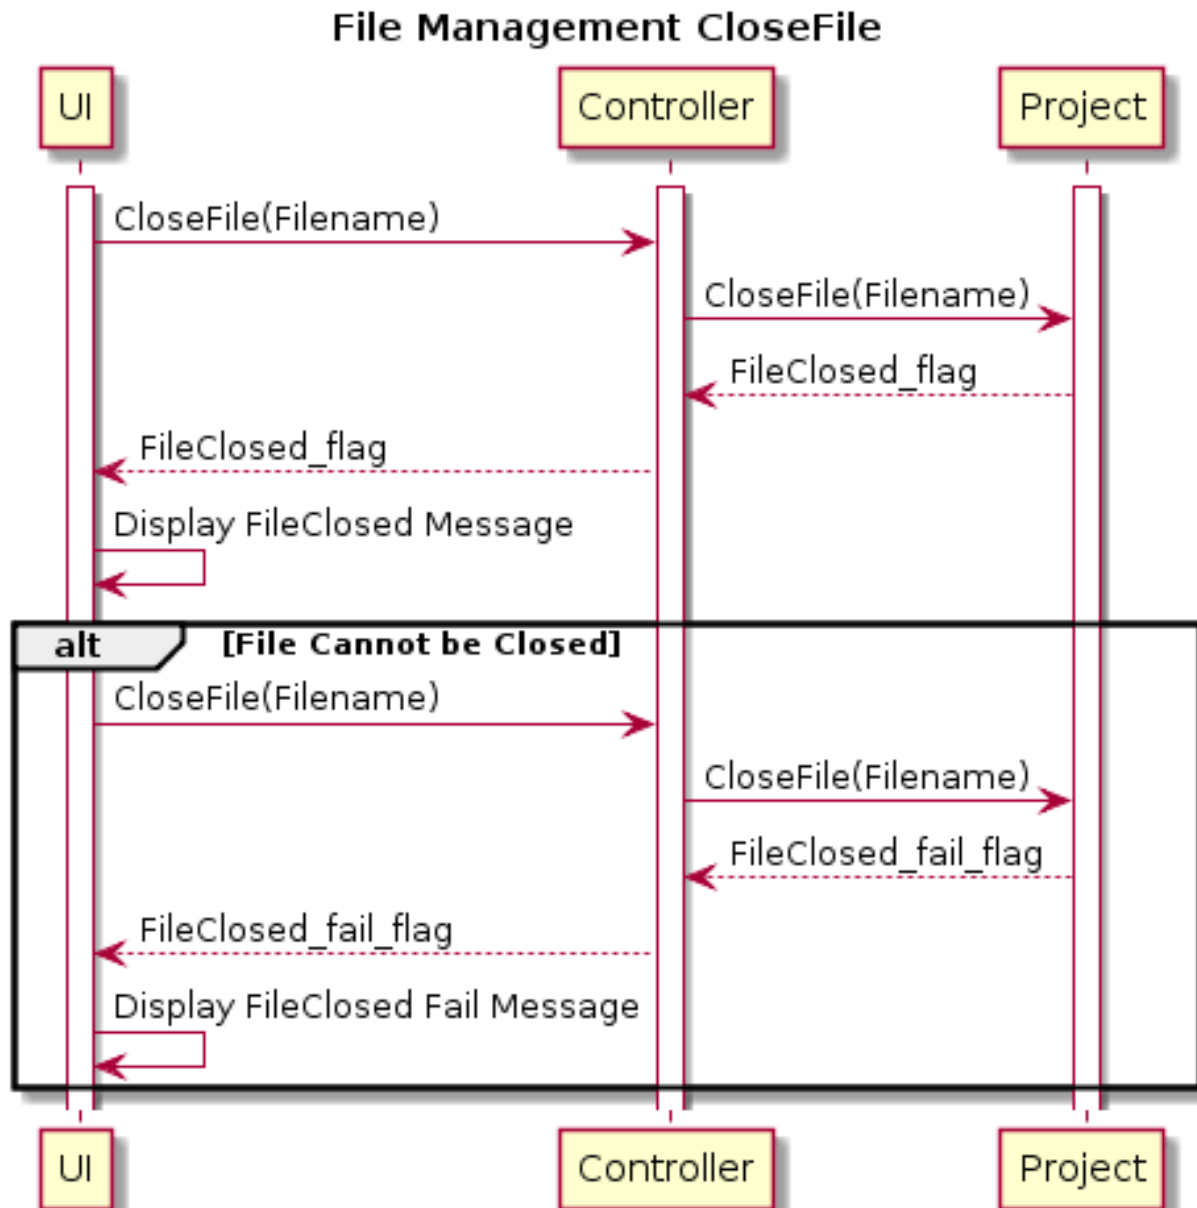 File Management CloseFile
UI Controller Project
CloseFile(Filename)
CloseFile(Filename)
FileClosed_flag
FileClosed_flag
Display FileClosed Message
alt [File Cannot be Closed]
CloseFile(Filename)
CloseFile(Filename)
FileClosed_fail_flag
FileClosed_fail_flag
Display FileClosed Fail Message
UI Controller Project